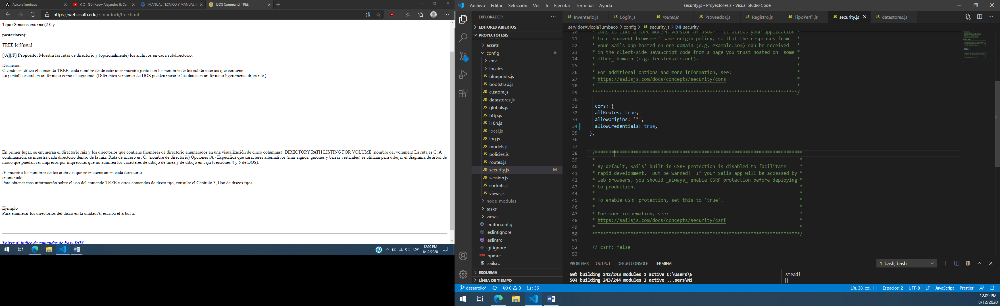 AvicolaTumbaco
(80) Rauw Alejandro & Cam
MANUAL TECNICO Y MANUAL D
DOS Command: TREE
https://web.csulb.edu/~murdock/tree.html
Tipo: Sintaxis externa (2.0 y
posteriores):
TREE [d:][path]
[/A][/F] Propósito: Muestra las rutas de directorio y (opcionalmente) los archivos en cada subdirectorio.
Discusión
Cuando se utiliza el comando TREE, cada nombre de directorio se muestra junto con los nombres de los subdirectorios que contiene.
La pantalla estará en un formato como el siguiente. (Diferentes versiones de DOS pueden mostrar los datos en un formato ligeramente diferente.)
En primer lugar, se enumeran el directorio raíz y los directorios que contiene (nombres de directorio enumerados en una visualización de cinco columnas): DIRECTORY PATH LISTING FOR VOLUME (nombre del volumen) La ruta es C: A
continuación, se muestra cada directorio dentro de la raíz: Ruta de acceso es: C: (nombre de directorio) Opciones /A - Especifica que caracteres alternativos (más signos, guiones y barras verticales) se utilizan para dibujar el diagrama de árbol de
modo que puedan ser impresos por impresoras que no admiten los caracteres de dibujo de línea y de dibujo en caja (versiones 4 y 5 de DOS).
/F: muestra los nombres de los archivos que se encuentran en cada directorio
enumerado.
Para obtener más información sobre el uso del comando TREE y otros comandos de disco fijo, consulte el Capítulo 3, Uso de discos fijos.
Ejemplo
Para enumerar los directorios del disco en la unidad A, escriba el árbol a:
Volver al índice de comandos de Easy DOS
ESP
12:09 PM
8/12/2020
Archivo Editar Selección Ver Ir Ejecutar Terminal Ayuda
security.js - ProyectoTesis - Visual Studio Code
EXPLORADOR
EDITORES ABIERTOS
PROYECTOTESIS
policies
assets
config
env
locales
JS blueprints.js
JS bootstrap.js
JS custom.js
JS datastores.js
JS globals.js
JS http.js
JS i18n.js
JS local.js
JS log.js
JS models.js
JS policies.js
JS routes.js
JS security.js M
JS session.js
JS sockets.js
JS views.js
node_modules
tasks
views
.editorconfig
.eslintignore
.eslintrc
.gitignore
.npmrc
.sailsrc
ESQUEMA
LÍNEA DE TIEMPO
1
JS Inventario.js JS Login.js JS routes.js JS Proveedor.js JS Registro.js JS TipoPerfil.js JS security.js JS datastores.js
servidorAvicolaTumbaco > config > JS security.js > security
20 * CORS is like a more modern version of JSONP-- it allows your application *
21 * to circumvent browsers' same-origin policy, so that the responses from *
22 * your Sails app hosted on one domain (e.g. example.com) can be received *
23 * in the client-side JavaScript code from a page you trust hosted on _some *
24 * other_ domain (e.g. trustedsite.net). *
25 * *
26 * For additional options and more information, see: *
27 * https://sailsjs.com/docs/concepts/security/cors *
28 * *
29 ***************************************************************************/
30
31 cors: {
32 allRoutes: true,
33 allowOrigins: '*',
34 allowCredentials: true,
35 },
36
37
38 /****************************************************************************
39 * *
40 * By default, Sails' built-in CSRF protection is disabled to facilitate *
41 * rapid development. But be warned! If your Sails app will be accessed by *
42 * web browsers, you should _always_ enable CSRF protection before deploying *
43 * to production. *
44 * *
45 * To enable CSRF protection, set this to `true`. *
46 * *
47 * For more information, see: *
48 * https://sailsjs.com/docs/concepts/security/csrf *
49 * *
50 ****************************************************************************/
51
52 // csrf: false
53
PROBLEMS OUTPUT DEBUG CONSOLE TERMINAL
1: bash, bash
50% building 242/243 modules 1 active C:\Users\N
50% building 243/244 modules 1 active ...sers\Ni
stead!
desarrollo* 0 0 {..} : 56
Lín. 38, col. 11 Espacios: 2 UTF-8 LF JavaScript Prettier
12:09 PM
8/12/2020